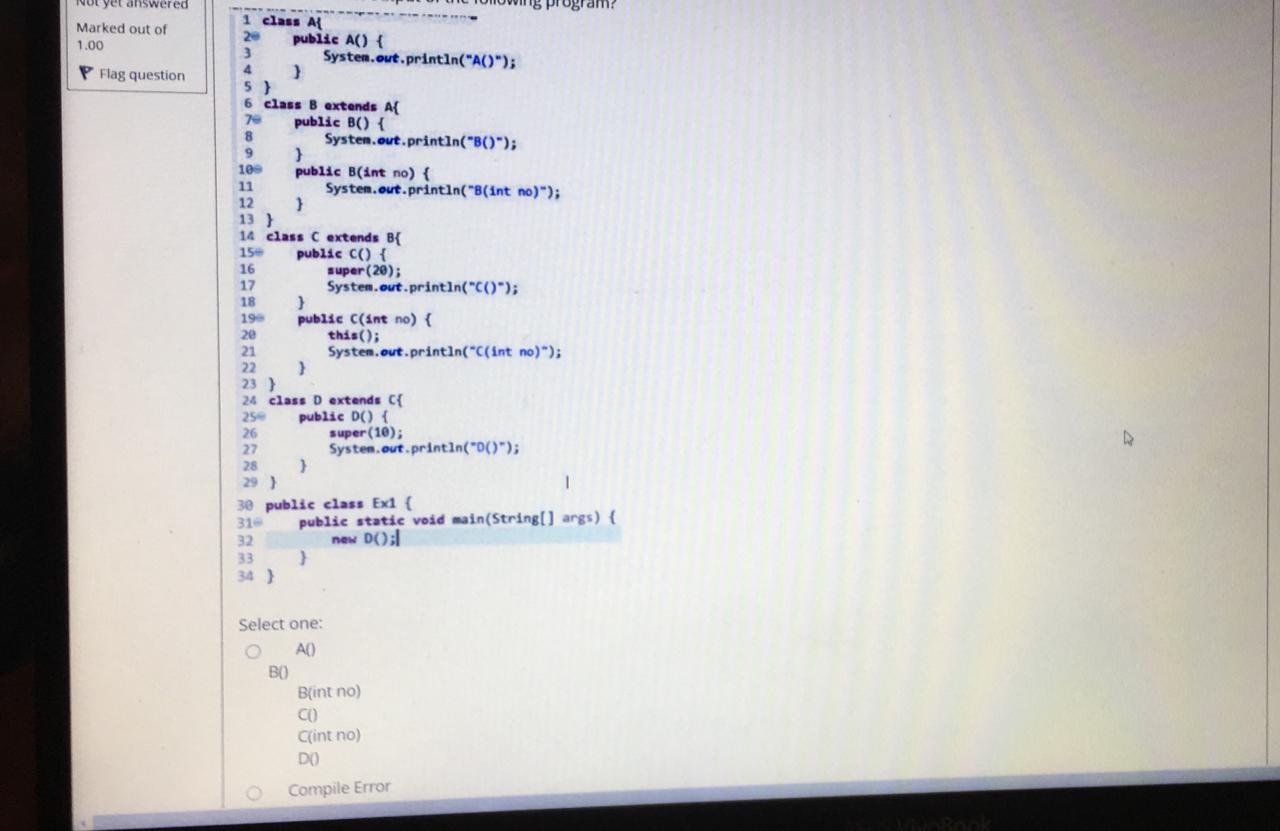 Not yet answered
Marked out of
1.00
Flag question
output of the following program?
1 class A{
2 public A() {
3 System.out.println("A()");
4 }
5 }
6 class B extends A{
7 public B() {
8 System.out.println("B()");
9 }
10 public B(int no) {
11 System.out.println("B(int no)");
12 }
13 }
14 class C extends B{
15 public C() {
16 super(20);
17 System.out.println("C()");
18 }
19 public C(int no) {
20 this();
21 System.out.println("C(int no)");
22 }
23 }
24 class D extends C{
25 public D() {
26 super(10);
27 System.out.println("D()");
28 }
29 }
30 public class Ex1 {
31 public static void main(String[] args) {
32 new D();
33 }
34 }
Select one:
A()
B()
B(int no)
C()
C(int no)
D()
Compile Error
VivoBook